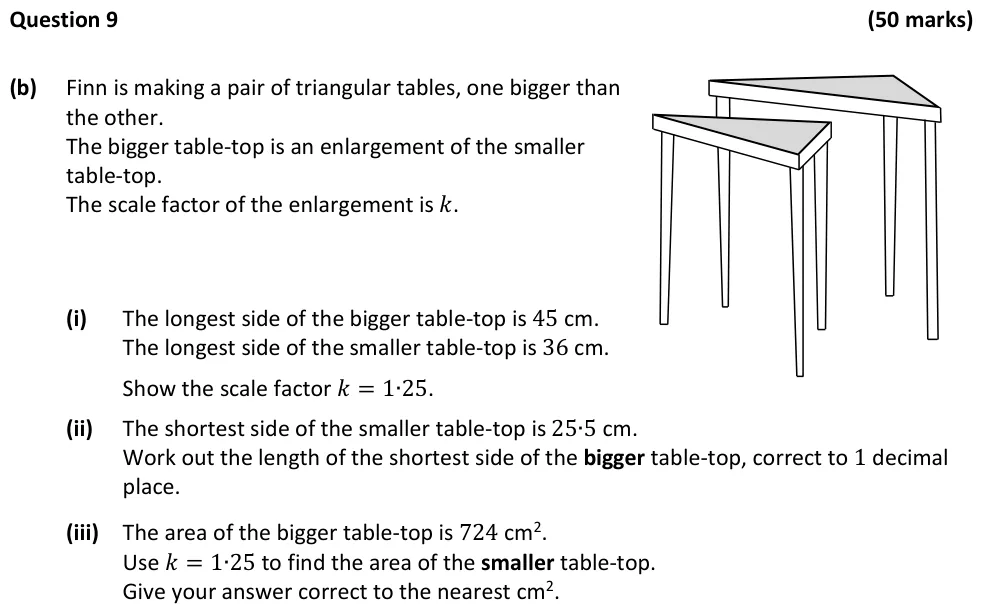 Question 9 (50 marks)
(b) Finn is making a pair of triangular tables, one bigger than
the other.
The bigger table-top is an enlargement of the smaller
table-top.
The scale factor of the enlargement is k.
(i) The longest side of the bigger table-top is 45 cm.
The longest side of the smaller table-top is 36 cm.
Show the scale factor k = 1·25.
(ii) The shortest side of the smaller table-top is 25·5 cm.
Work out the length of the shortest side of the bigger table-top, correct to 1 decimal
place.
(iii) The area of the bigger table-top is 724 cm².
Use k = 1·25 to find the area of the smaller table-top.
Give your answer correct to the nearest cm².